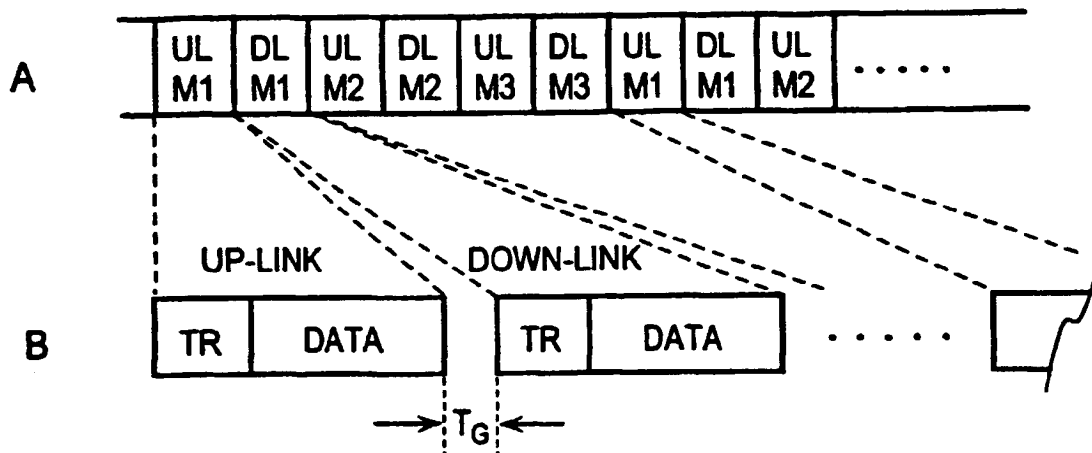 A
UL DL UL DL UL DL UL DL UL
M1 M1 M2 M2 M3 M3 M1 M1 M2
UP-LINK DOWN-LINK
B
TR DATA TR DATA
TG